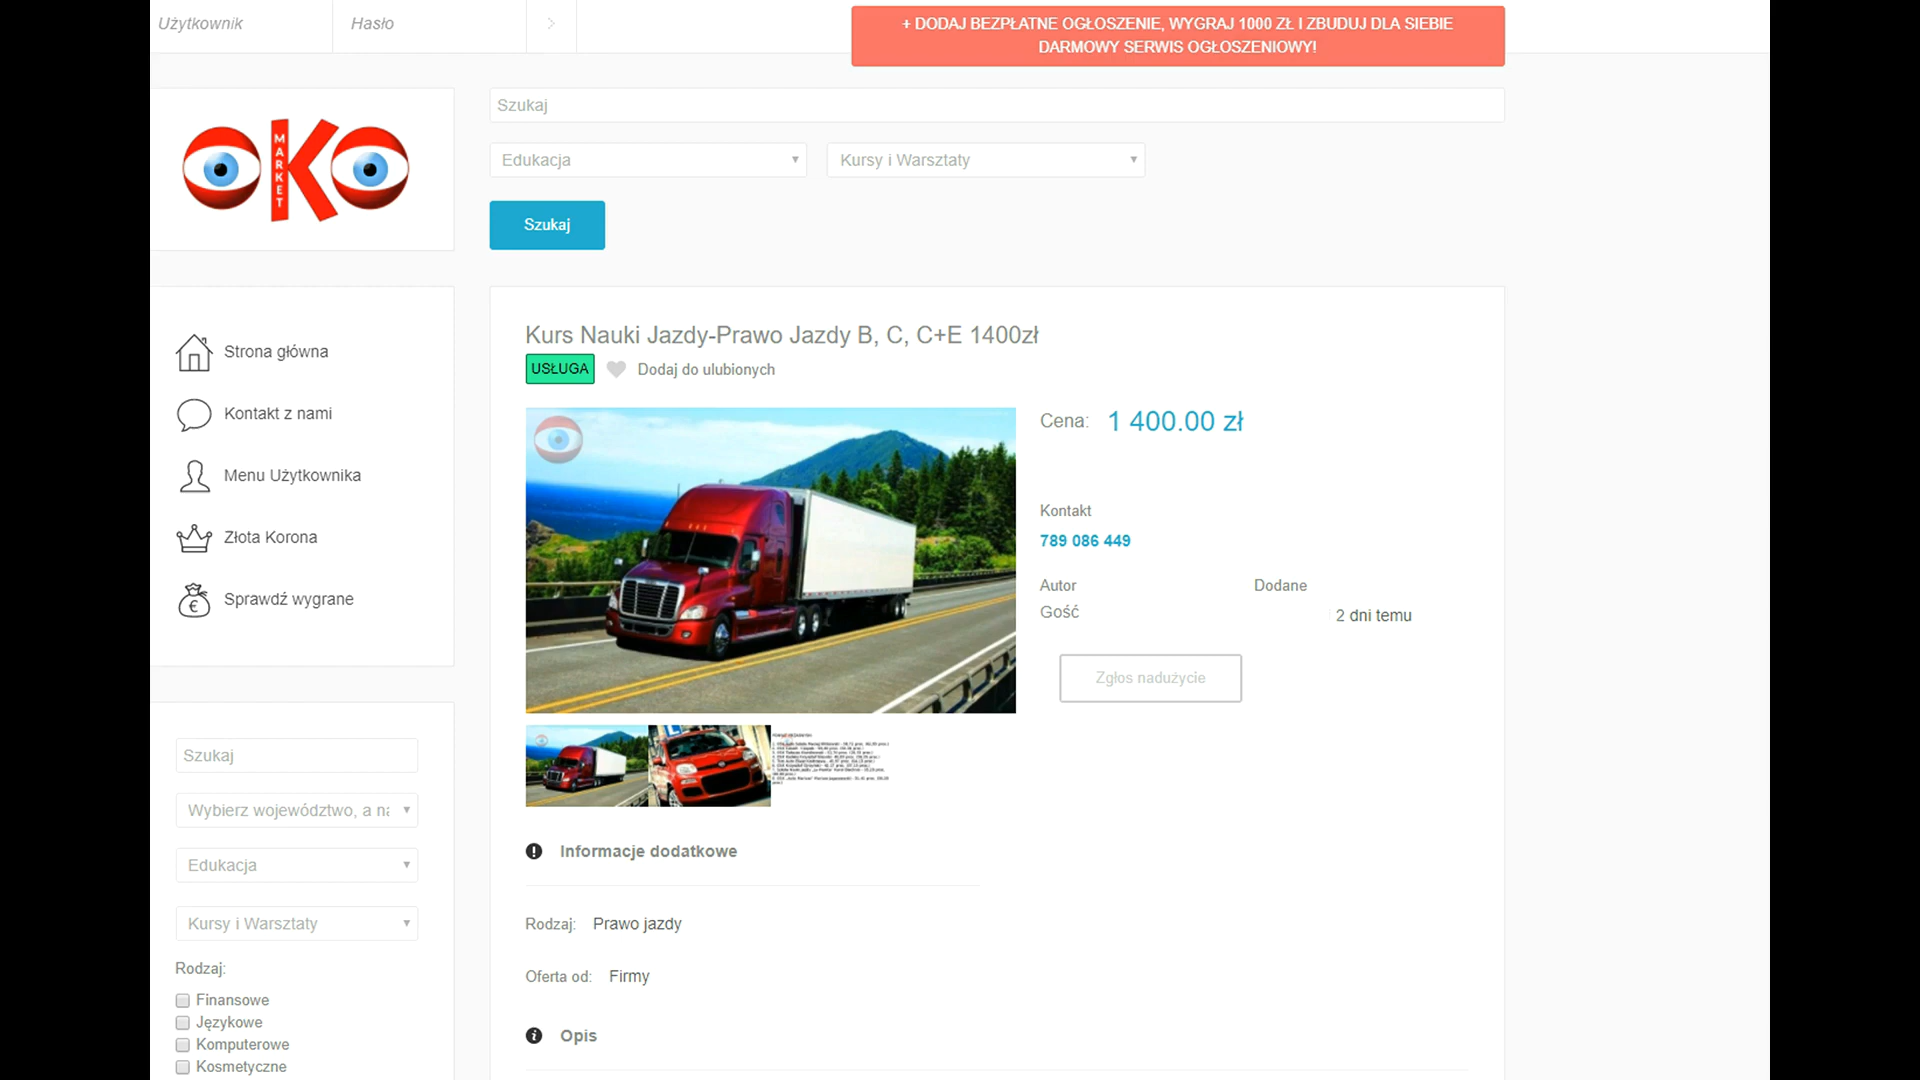 Użytkownik
Hasło
+ DODAJ BEZPŁATNE OGŁOSZENIE, WYGRAJ 1000 ZŁ I ZBUDUJ DLA SIEBIE
DARMOWY SERWIS OGŁOSZENIOWY!
OKO
MARKET
Szukaj
Edukacja
Kursy i Warsztaty
Szukaj
Strona główna
Kontakt z nami
Menu Użytkownika
Złota Korona
Sprawdź wygrane
Kurs Nauki Jazdy-Prawo Jazdy B, C, C+E 1400zł
USŁUGA
Dodaj do ulubionych
Cena: 1 400.00 zł
Kontakt
789 086 449
Autor
Dodane
Gość
2 dni temu
Zgłos nadużycie
Szukaj
Wybierz województwo, a na
Edukacja
Kursy i Warsztaty
Rodzaj:
Finansowe
Językowe
Komputerowe
Kosmetyczne
Informacje dodatkowe
Rodzaj: Prawo jazdy
Oferta od: Firmy
Opis